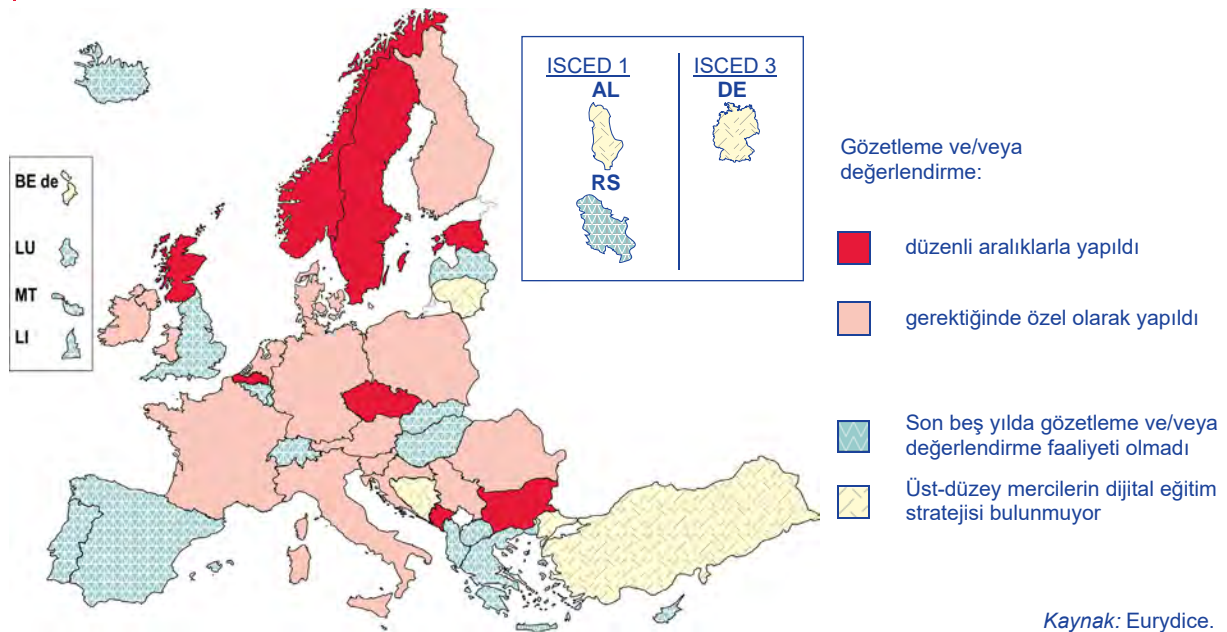 ISCED 1
AL
RS
ISCED 3
DE
BE de
LU
MT
LI
Gözetleme ve/veya
değerlendirme:
düzenli aralıklarla yapıldı
gerektiğinde özel olarak yapıldı
Son beş yılda gözetleme ve/veya
değerlendirme faaliyeti olmadı
Üst-düzey mercilerin dijital eğitim
stratejisi bulunmuyor
Kaynak: Eurydice.